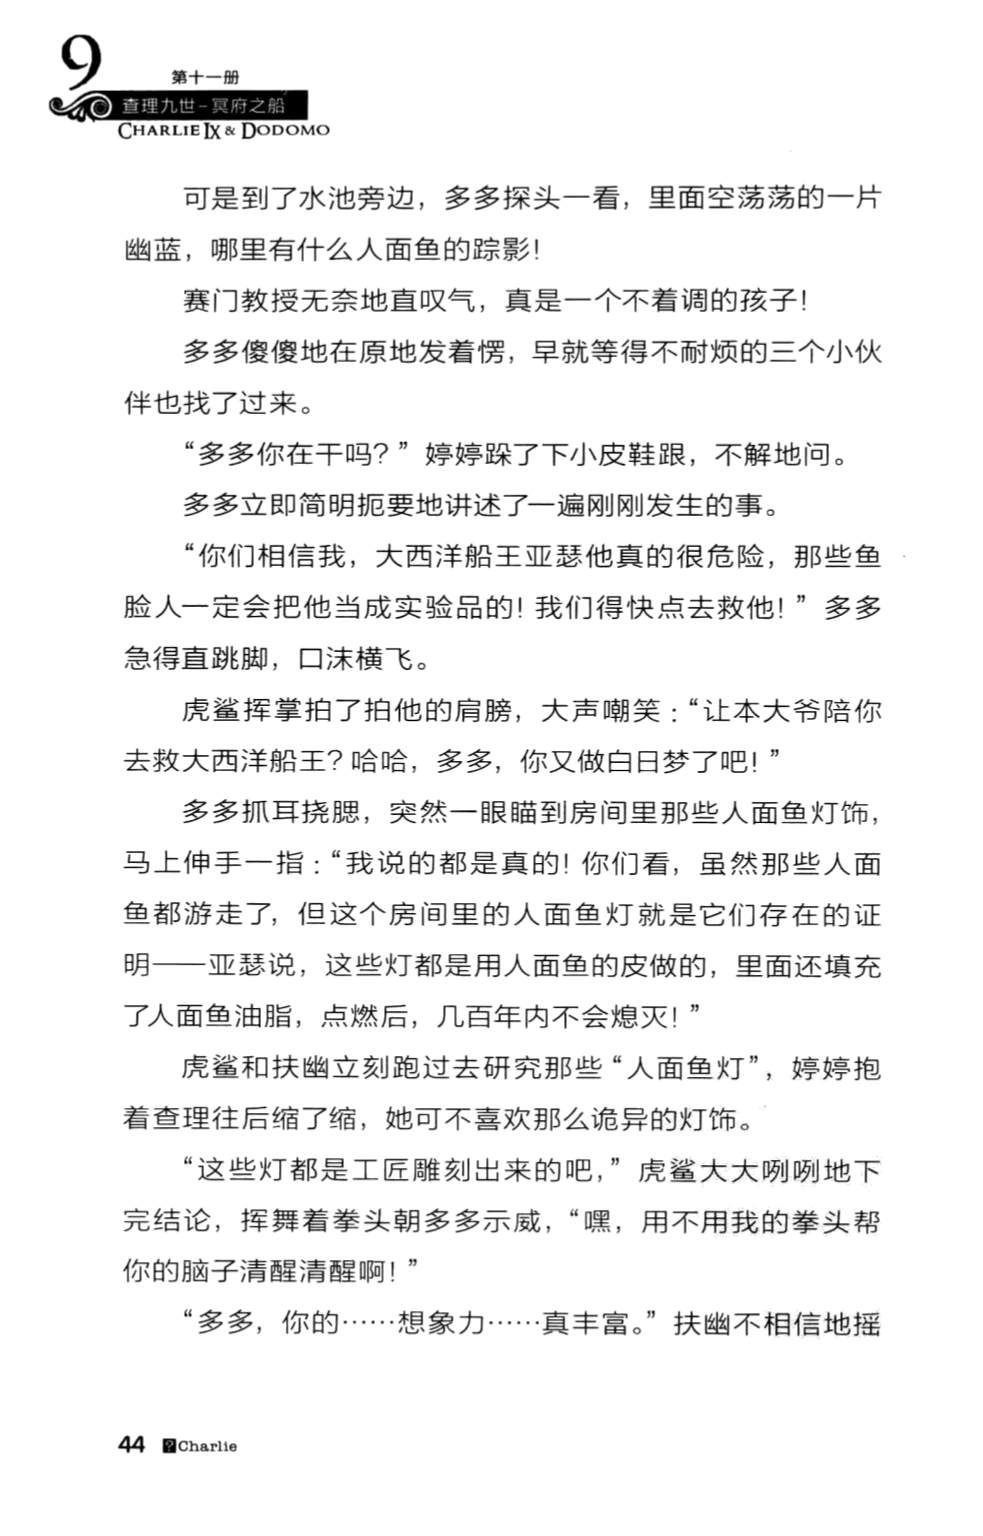 9
第十一册
查理九世-冥府之船
CHARLIE IX & DODOMO
可是到了水池旁边，多多探头一看，里面空荡荡的一片
幽蓝，哪里有什么人面鱼的踪影！
赛门教授无奈地直叹气，真是一个不着调的孩子！
多多傻傻地在原地发着愣，早就等得不耐烦的三个小伙
伴也找了过来。
“多多你在干吗？”婷婷跺了下小皮鞋跟，不解地问。
多多立即简明扼要地讲述了一遍刚刚发生的事。
“你们相信我，大西洋船王亚瑟他真的很危险，那些鱼
脸人一定会把他当成实验品的！我们得快点去救他！”多多
急得直跳脚，口沫横飞。
虎鲨挥掌拍了拍他的肩膀，大声嘲笑：“让本大爷陪你
去救大西洋船王？哈哈，多多，你又做白日梦了吧！”
多多抓耳挠腮，突然一眼瞄到房间里那些人面鱼灯饰，
马上伸手一指：“我说的都是真的！你们看，虽然那些人面
鱼都游走了，但这个房间里的人面鱼灯就是它们存在的证
明——亚瑟说，这些灯都是用人面鱼的皮做的，里面还填充
了人面鱼油脂，点燃后，几百年内不会熄灭！”
虎鲨和扶幽立刻跑过去研究那些“人面鱼灯”，婷婷抱
着查理往后缩了缩，她可不喜欢那么诡异的灯饰。
“这些灯都是工匠雕刻出来的吧，”虎鲨大大咧咧地下
完结论，挥舞着拳头朝多多示威，“嘿，用不用我的拳头帮
你的脑子清醒清醒啊！”
“多多，你的……想象力……真丰富。”扶幽不相信地摇
44 ?Charlie